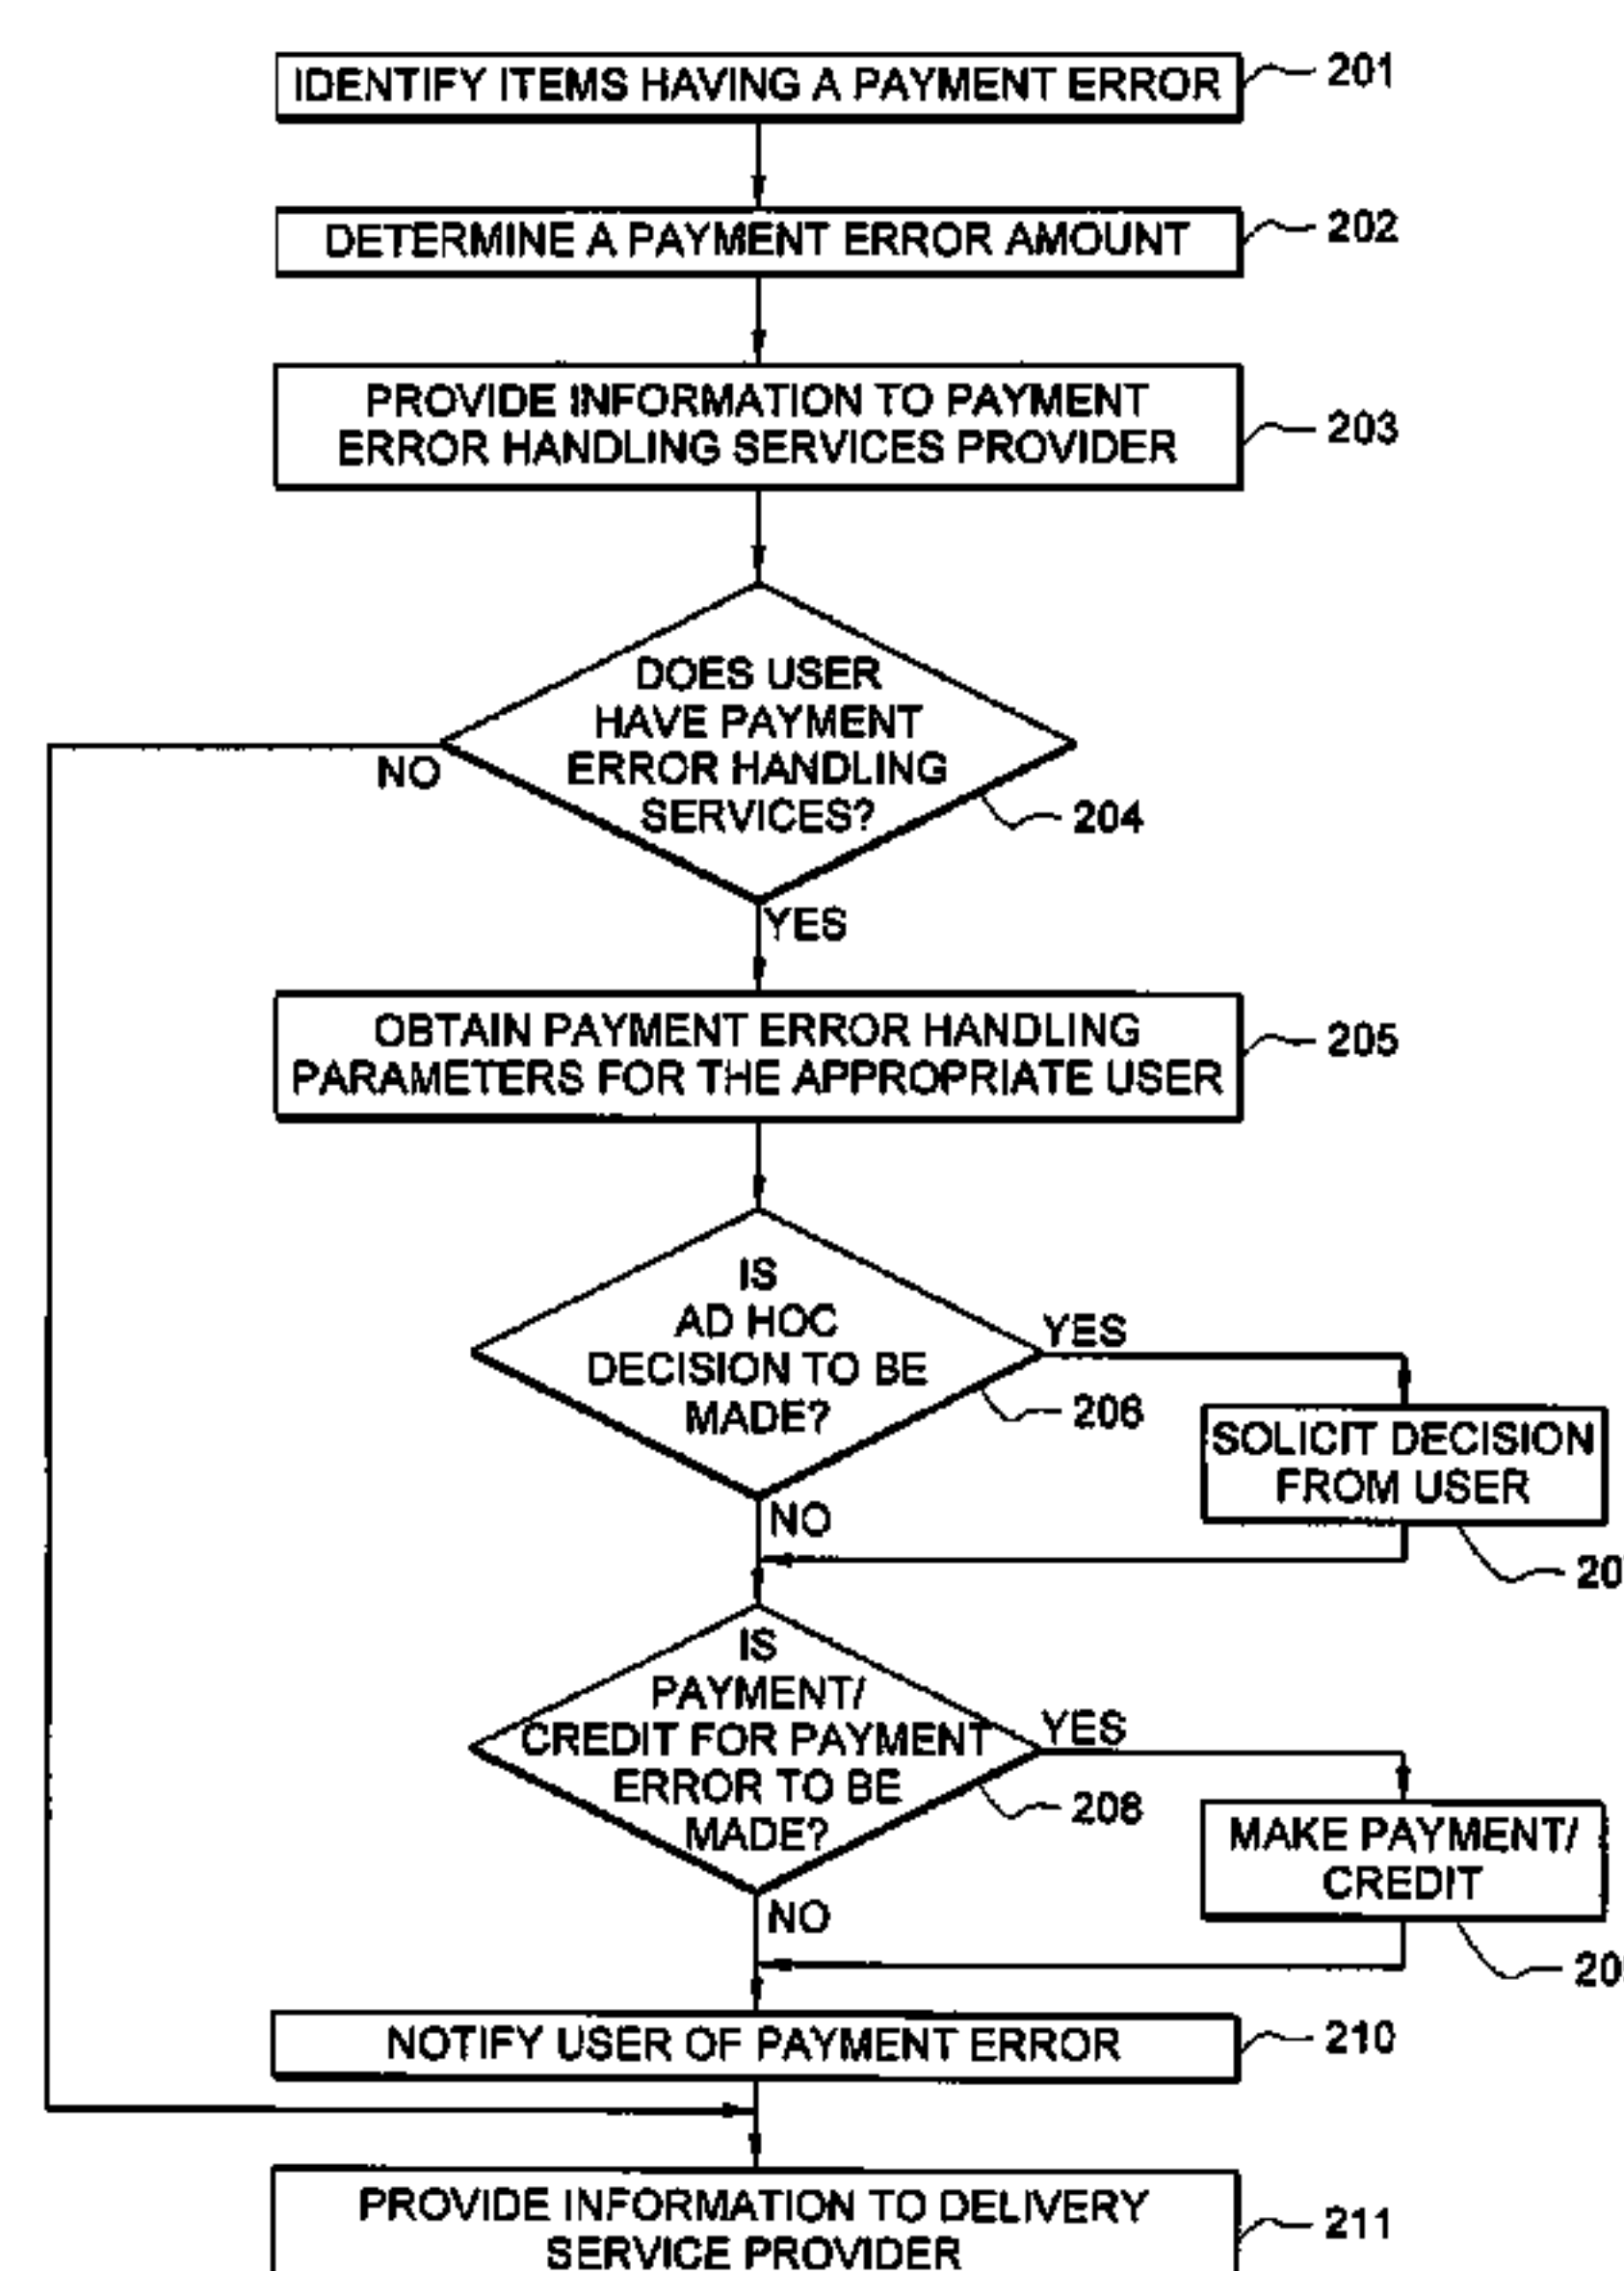 IDENTIFY ITEMS HAVING A PAYMENT ERROR
201
DETERMINE A PAYMENT ERROR AMOUNT
202
PROVIDE INFORMATION TO PAYMENT
ERROR HANDLING SERVICES PROVIDER
203
DOES USER
HAVE PAYMENT
ERROR HANDLING
SERVICES?
NO
204
YES
OBTAIN PAYMENT ERROR HANDLING
PARAMETERS FOR THE APPROPRIATE USER
205
IS
AD HOC
DECISION TO BE
MADE?
YES
206
SOLICIT DECISION
FROM USER
NO
20
IS
PAYMENT/
CREDIT FOR PAYMENT
ERROR TO BE
MADE?
YES
208
MAKE PAYMENT/
CREDIT
NO
20
NOTIFY USER OF PAYMENT ERROR
210
PROVIDE INFORMATION TO DELIVERY
SERVICE PROVIDER
211